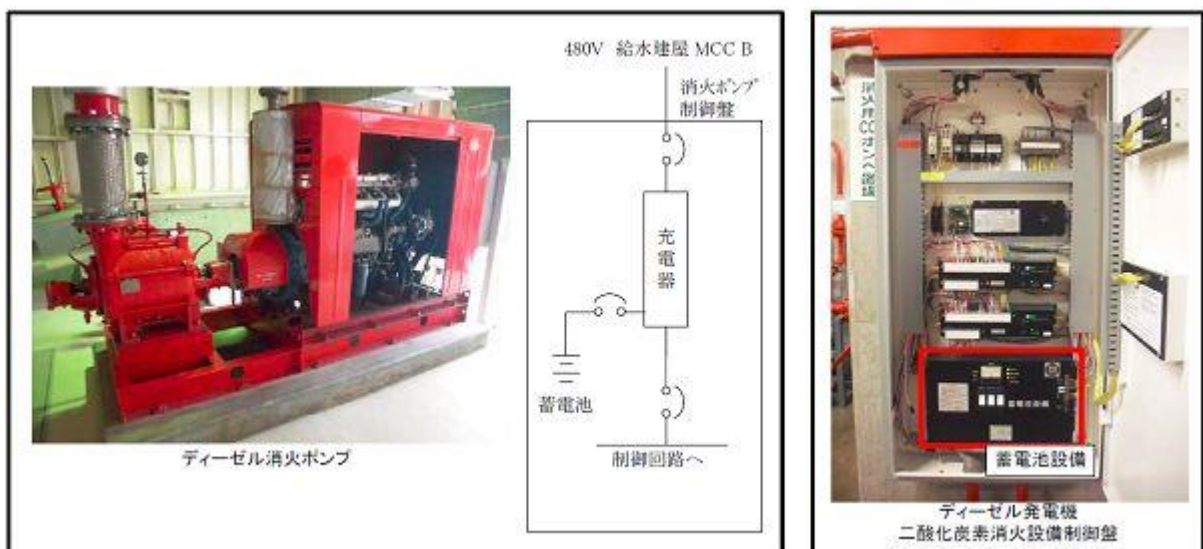 480V 給水建屋 MCC B
消火ポンプ
制御盤
充電器
蓄電池
制御回路へ
ディーゼル消火ポンプ
蓄電池設備
ディーゼル発電機
二酸化炭素消火設備制御盤